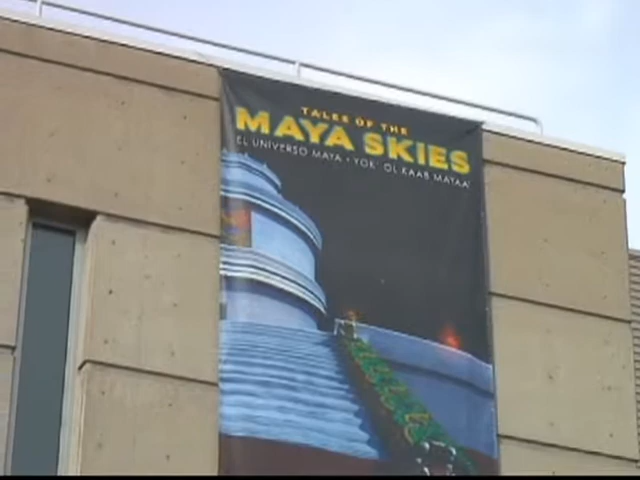 TALES OF THE
MAYA SKIES
EL UNIVERSO MAYA • YOK' OL KAAB MAYAA'